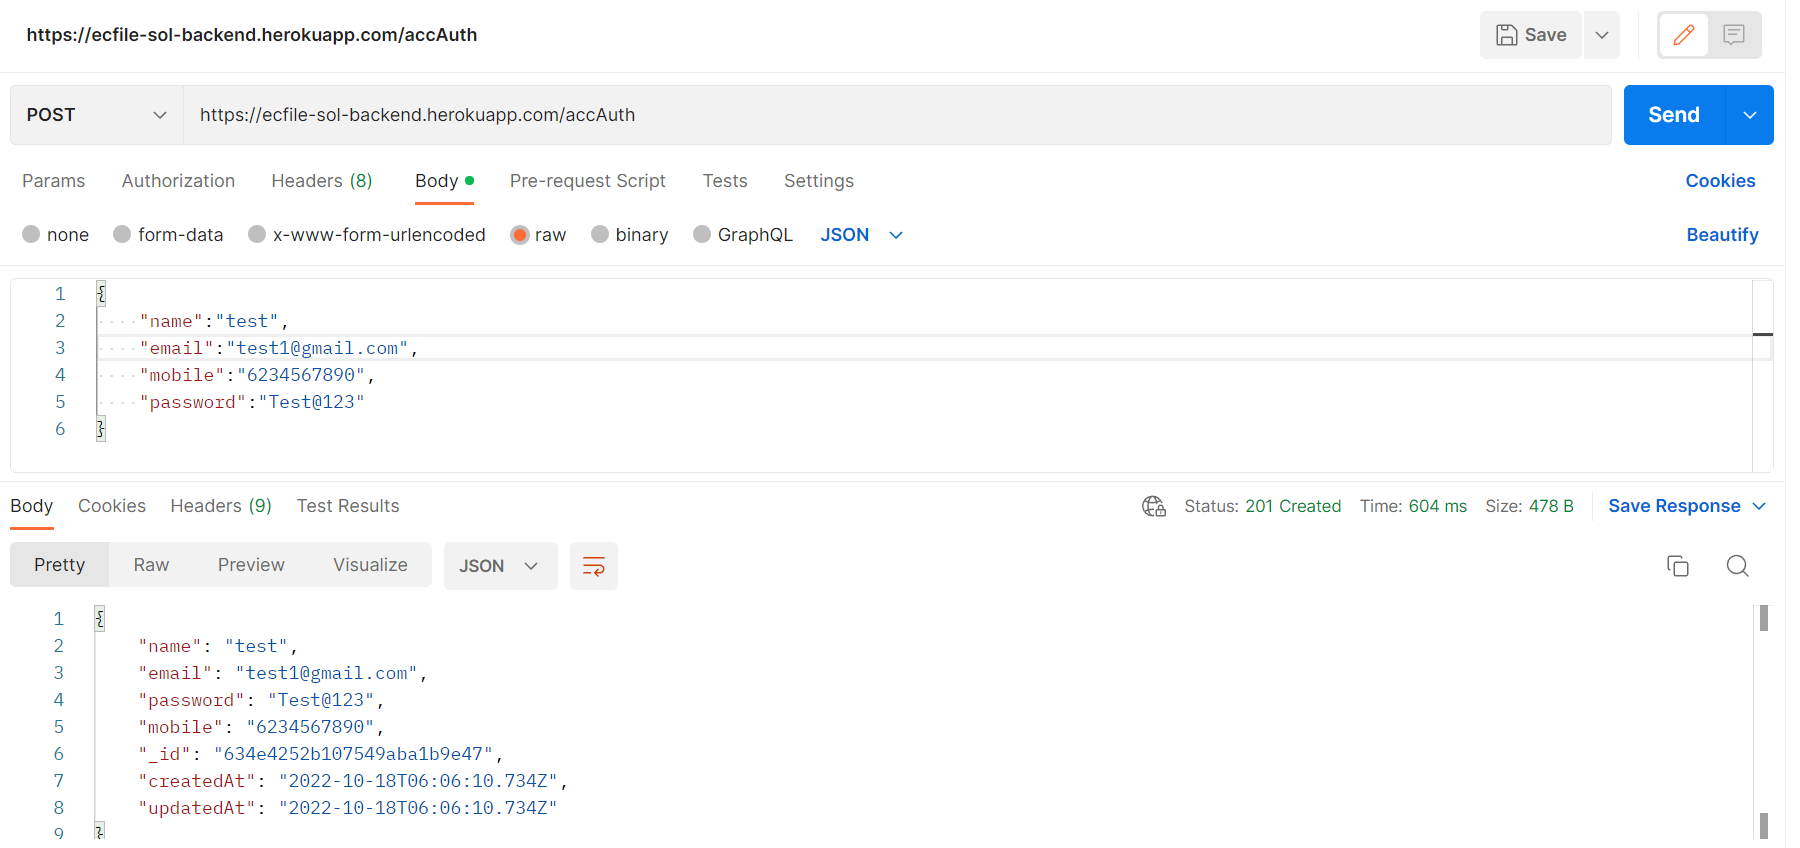 https://ecfile-sol-backend.herokuapp.com/accAuth
Save
POST https://ecfile-sol-backend.herokuapp.com/accAuth Send
Params Authorization Headers (8) Body Pre-request Script Tests Settings Cookies
none form-data x-www-form-urlencoded raw binary GraphQL JSON Beautify
1 {
2 "name":"test",
3 "email":"test1@gmail.com",
4 "mobile":"6234567890",
5 "password":"Test@123"
6 }
Body Cookies Headers (9) Test Results Status: 201 Created Time: 604 ms Size: 478 B Save Response
Pretty Raw Preview Visualize JSON
1 {
2 "name": "test",
3 "email": "test1@gmail.com",
4 "password": "Test@123",
5 "mobile": "6234567890",
6 "_id": "634e4252b107549aba1b9e47",
7 "createdAt": "2022-10-18T06:06:10.734Z",
8 "updatedAt": "2022-10-18T06:06:10.734Z"
9 }